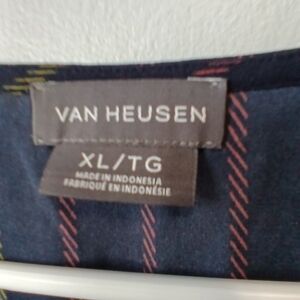 VAN HEUSEN
XL/TG
MADE IN INDONESIA
FABRIQUÉ EN INDONÉSIE